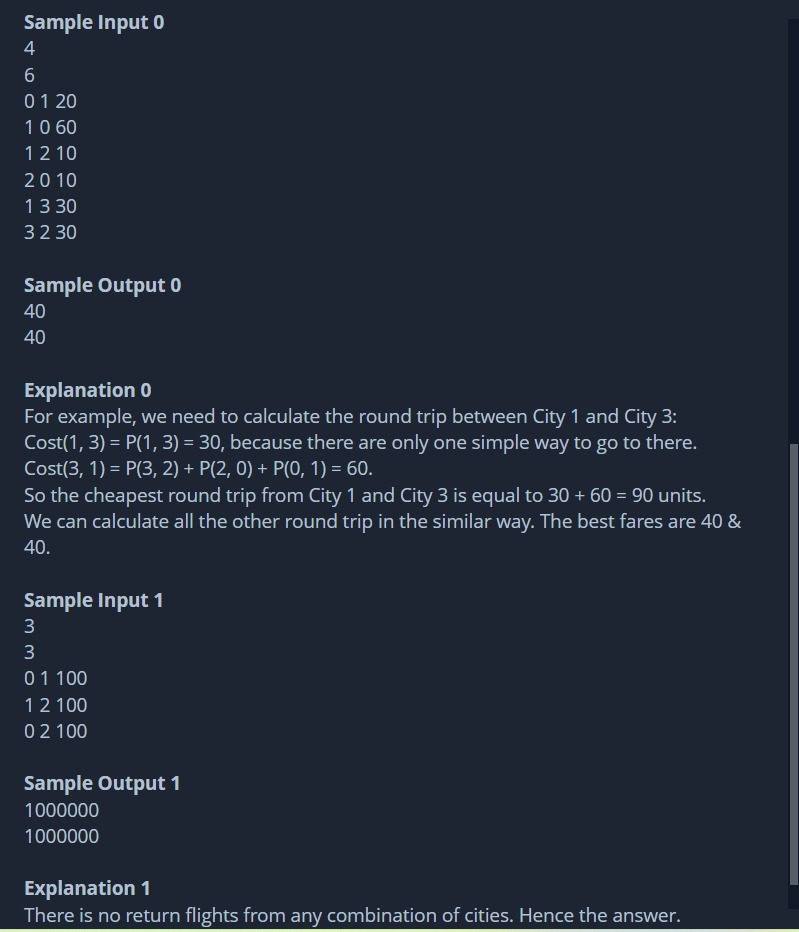 Sample Input 0
4
6
0 1 20
1 0 60
1 2 10
2 0 10
1 3 30
3 2 30
Sample Output 0
40
40
Explanation 0
For example, we need to calculate the round trip between City 1 and City 3:
Cost(1, 3) = P(1, 3) = 30, because there are only one simple way to go to there.
Cost(3, 1) = P(3, 2) + P(2, 0) + P(0, 1) = 60.
So the cheapest round trip from City 1 and City 3 is equal to 30 + 60 = 90 units.
We can calculate all the other round trip in the similar way. The best fares are 40 &
40.
Sample Input 1
3
3
0 1 100
1 2 100
0 2 100
Sample Output 1
1000000
1000000
Explanation 1
There is no return flights from any combination of cities. Hence the answer.